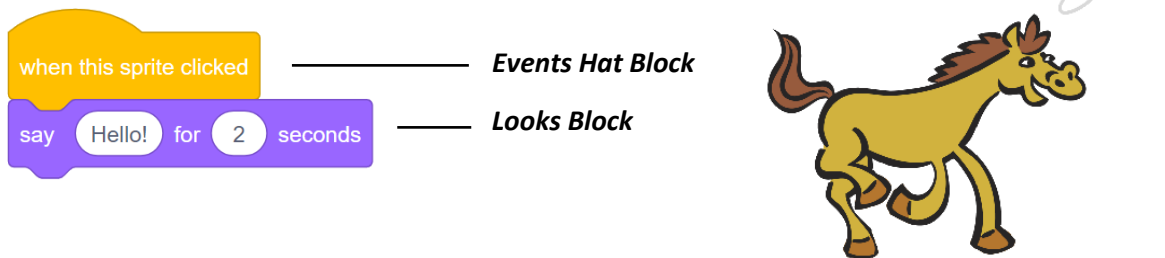 when this sprite clicked
Events Hat Block
say Hello! for 2 seconds
Looks Block